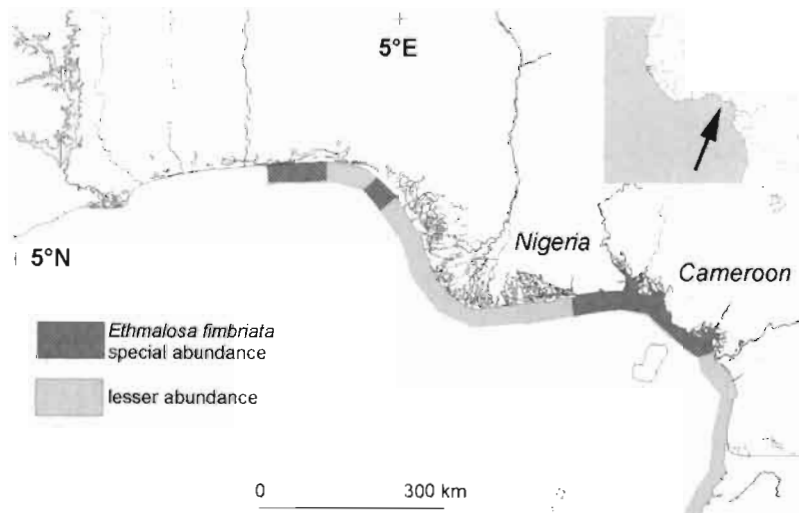 5°E
5°N
Nigeria
Cameroon
Ethmalosa fimbriata
special abundance
lesser abundance
0 300 km